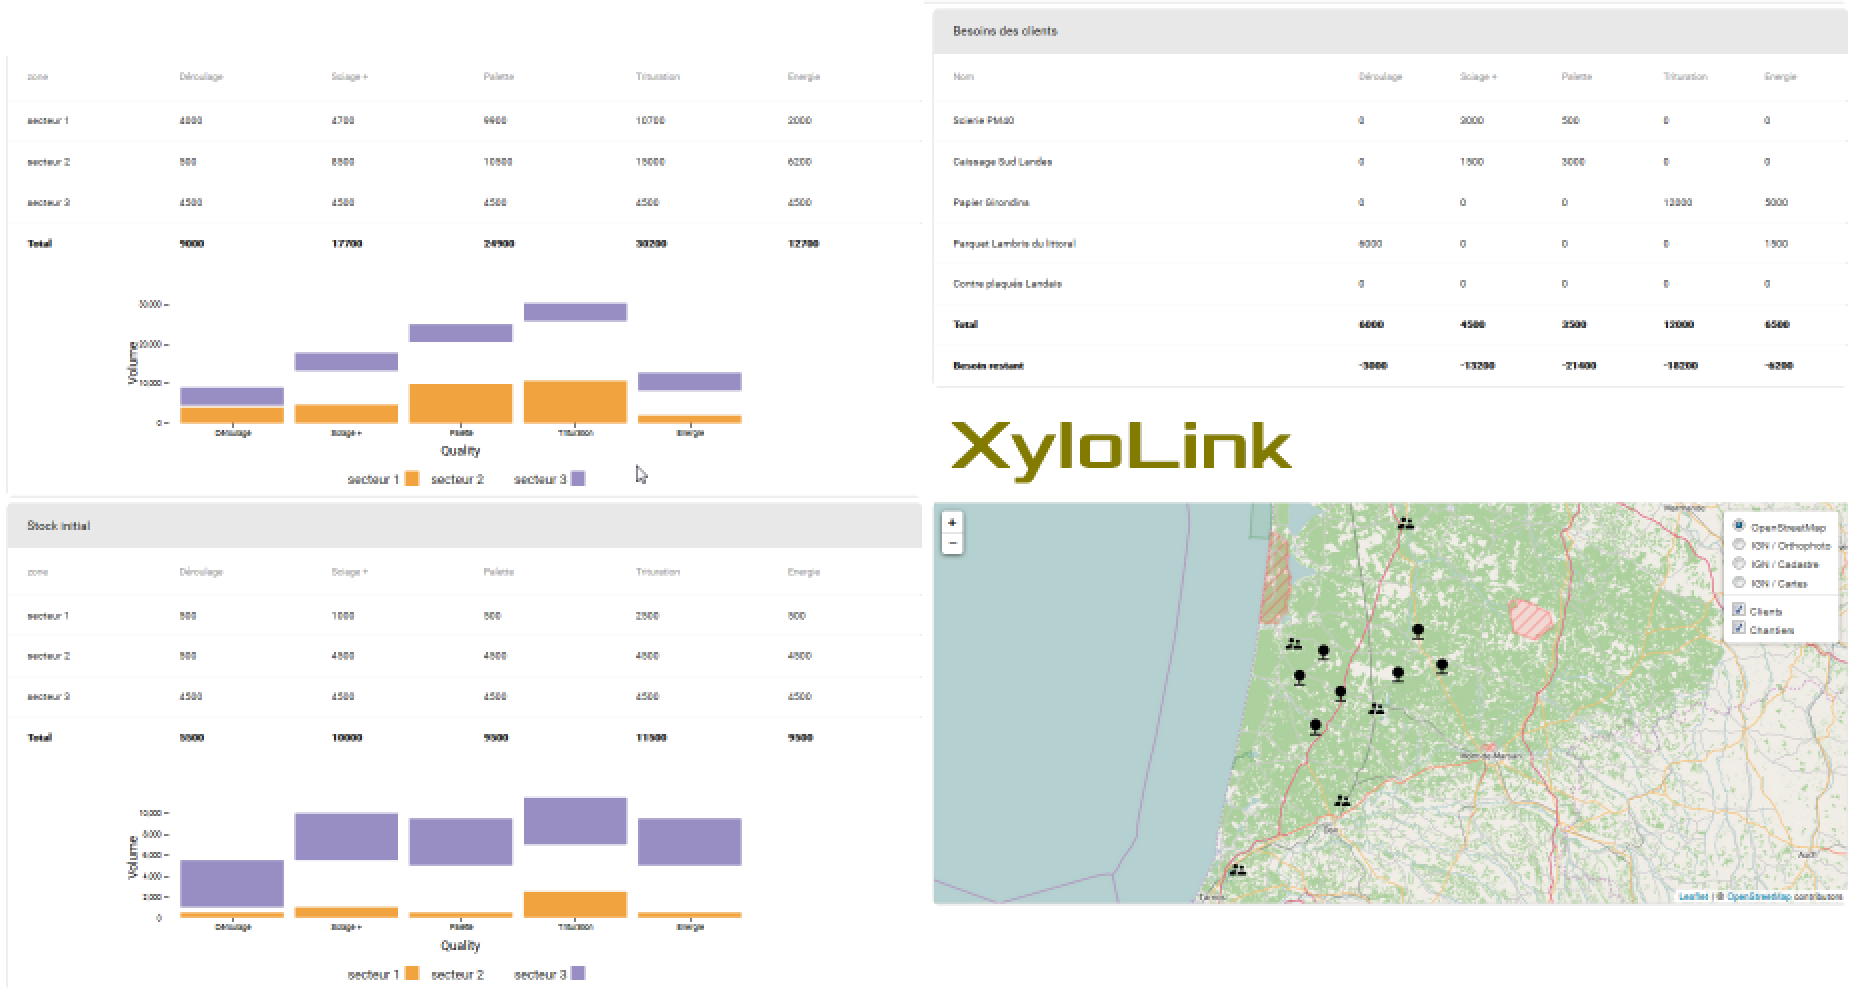 zone Déroulage Sciage + Palette Trituration Energie
secteur 1 4000 4700 9900 10700 2000
secteur 2 500 8500 10500 15000 6200
secteur 3 4500 4500 4500 4500 4500
Total 9000 17700 24900 30200 12700
30,000
20,000
10,000
0
Volume
Déroulage Sciage + Palette Trituration Energie
Quality
secteur 1 secteur 2 secteur 3
Stock initial
zone Déroulage Sciage + Palette Trituration Energie
secteur 1 500 1000 500 2500 500
secteur 2 500 4500 4500 4500 4500
secteur 3 4500 4500 4500 4500 4500
Total 5500 10000 9500 11500 9500
10,000
8,000
6,000
4,000
2,000
0
Volume
Déroulage Sciage + Palette Trituration Energie
Quality
secteur 1 secteur 2 secteur 3
Besoins des clients
Nom Déroulage Sciage + Palette Trituration Energie
Scierie PM40 0 3000 500 0 0
Caissage Sud Landes 0 1500 3000 0 0
Papier Girondins 0 0 0 12000 5000
Parquet Lambris du littoral 6000 0 0 0 1500
Contre plaqués Landais 0 0 0 0 0
Total 6000 4500 3500 12000 6500
Besoin restant -3000 -13200 -21400 -18200 -6200
XyloLink
+
−
Marmande
OpenStreetMap
IGN / Orthophoto
IGN / Cadastre
IGN / Cartes
Clients
Chantiers
Mont-de-Marsan
Dax
Auch
Tarnos
Leaflet | © OpenStreetMap contributors